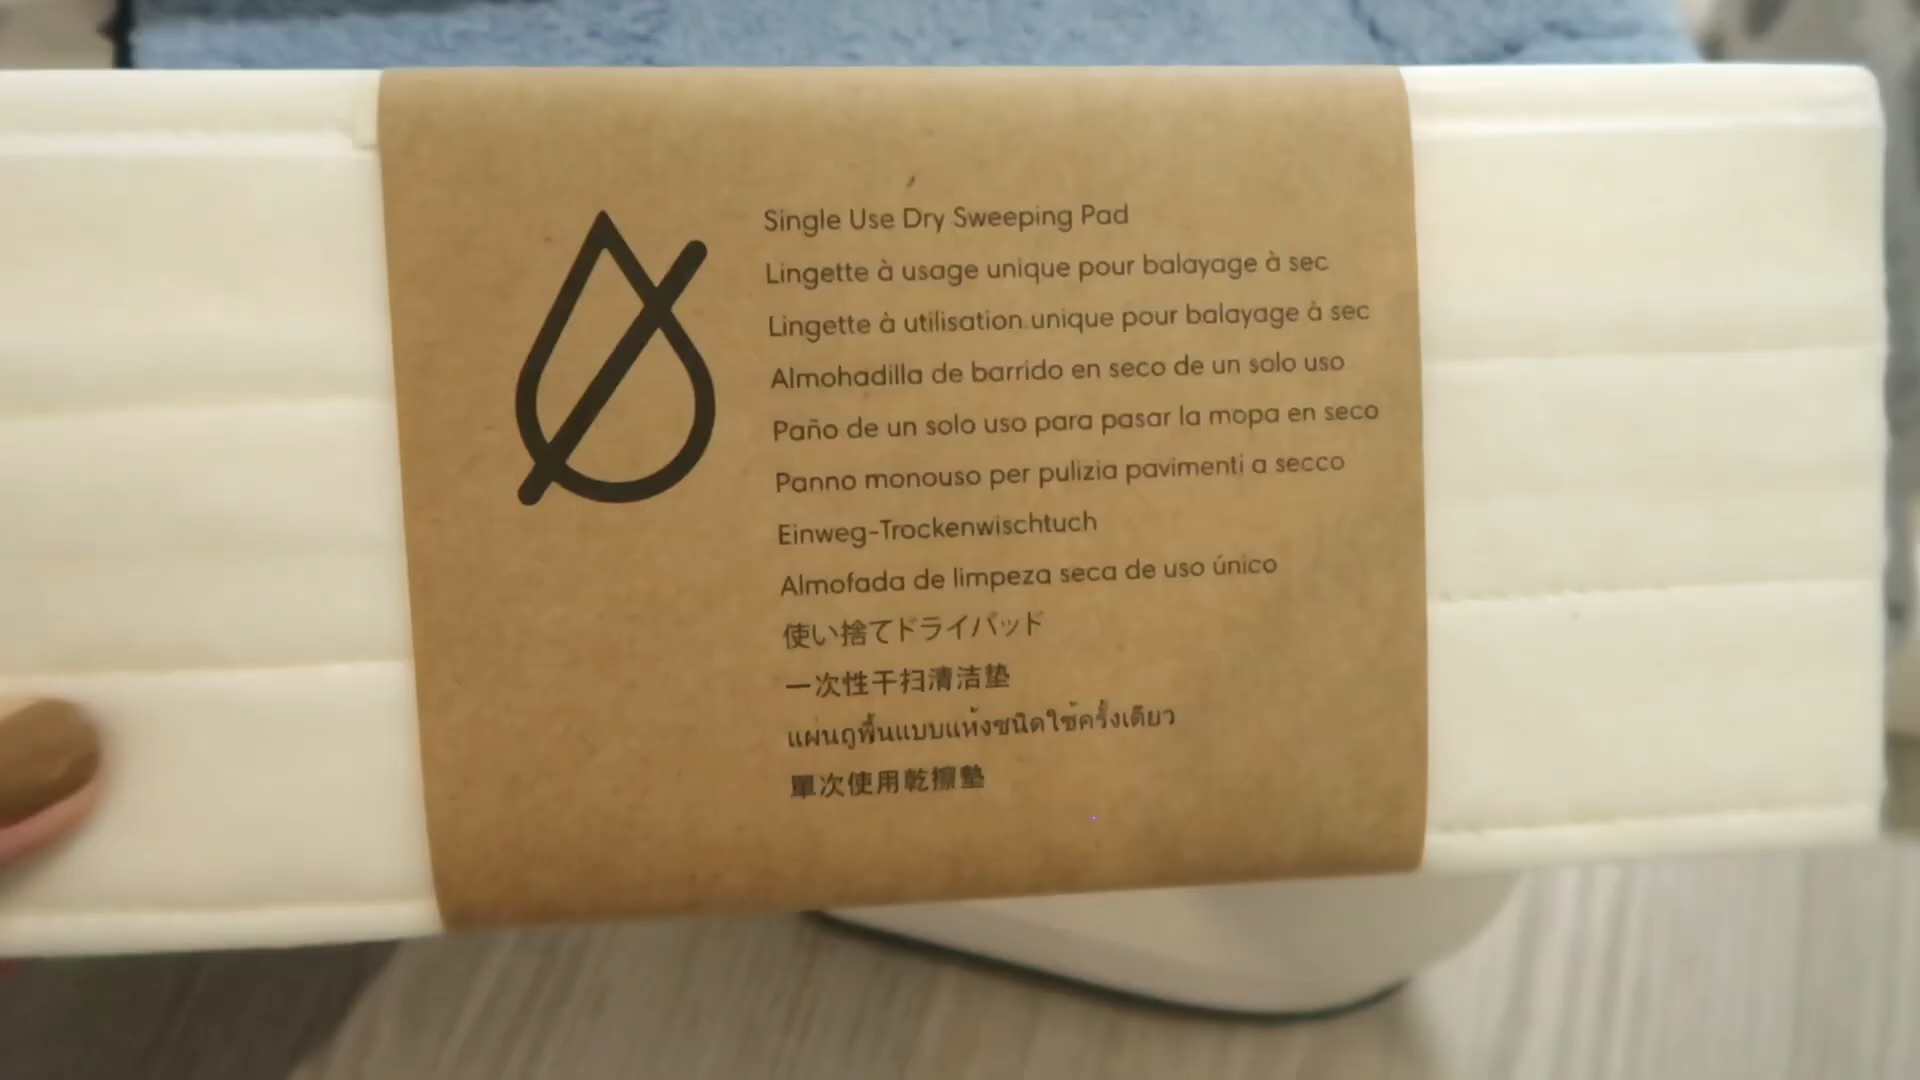 Single Use Dry Sweeping Pad
Lingette à usage unique pour balayage à sec
Lingette à utilisation unique pour balayage à sec
Almohadilla de barrido en seco de un solo uso
Paño de un solo uso para pasar la mopa en seco
Panno monouso per pulizia pavimenti a secco
Einweg-Trockenwischtuch
Almofada de limpeza seca de uso único
使い捨てドライパッド
一次性干扫清洁垫
แผ่นถูพื้นแบบแห้งชนิดใช้ครั้งเดียว
單次使用乾擦墊